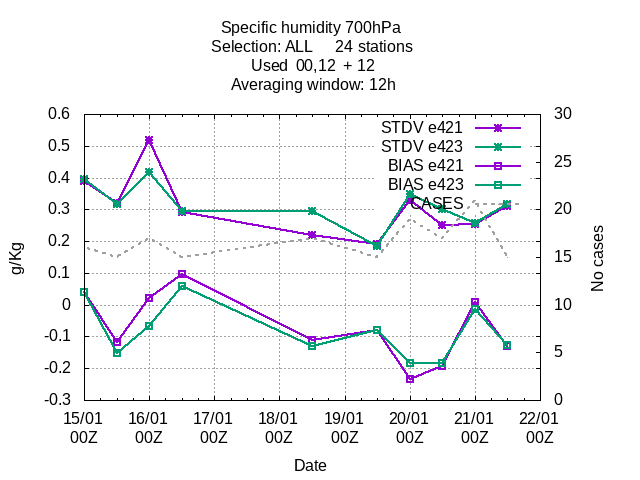 Specific humidity 700hPa
Selection: ALL     24 stations
Used  00,12  + 12
Averaging window: 12h
0.6
0.5
0.4
0.3
0.2
0.1
0
-0.1
-0.2
-0.3
g/Kg
STDV e421
STDV e423
BIAS e421
BIAS e423
CASES
30
25
20
15
10
5
0
No cases
15/01 16/01 17/01 18/01 19/01 20/01 21/01 22/01
00Z 00Z 00Z 00Z 00Z 00Z 00Z 00Z
Date